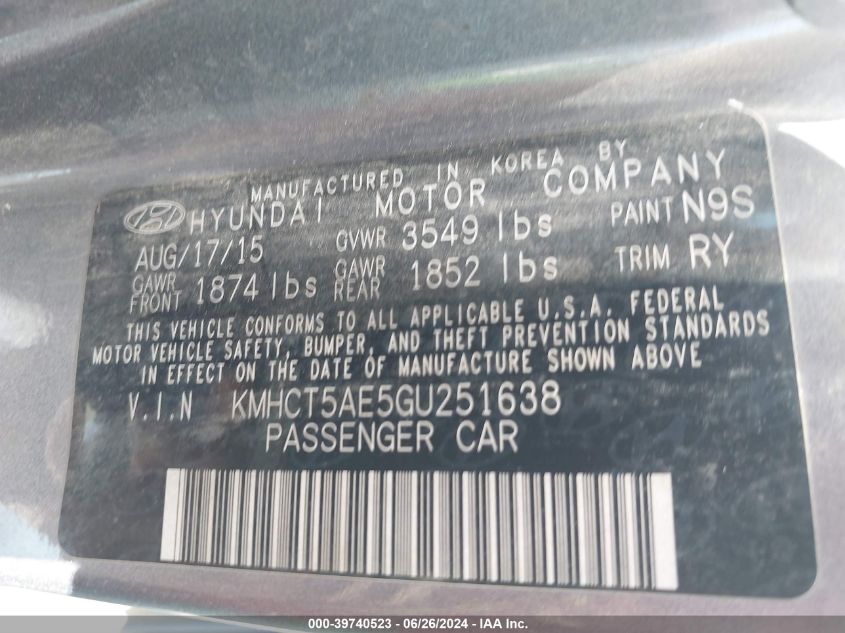 MANUFACTURED IN KOREA BY
HYUNDAI MOTOR COMPANY
AUG/17/15 GVWR 3549 lbs PAINT N9S
GAWR FRONT 1874 lbs GAWR REAR 1852 lbs TRIM RY
THIS VEHICLE CONFORMS TO ALL APPLICABLE U.S.A. FEDERAL
MOTOR VEHICLE SAFETY, BUMPER, AND THEFT PREVENTION STANDARDS
IN EFFECT ON THE DATE OF MANUFACTURE SHOWN ABOVE
V.I.N KMHCT5AE5GU251638
PASSENGER CAR
000-39740523 - 06/26/2024 - IAA Inc.